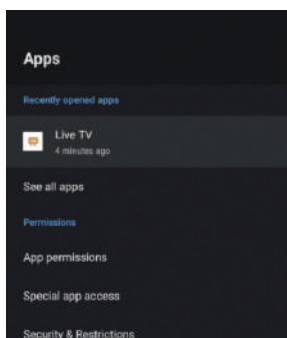 Apps
Recently opened apps
Live TV
4 minutes ago
See all apps
Permissions
App permissions
Special app access
Security & Restrictions